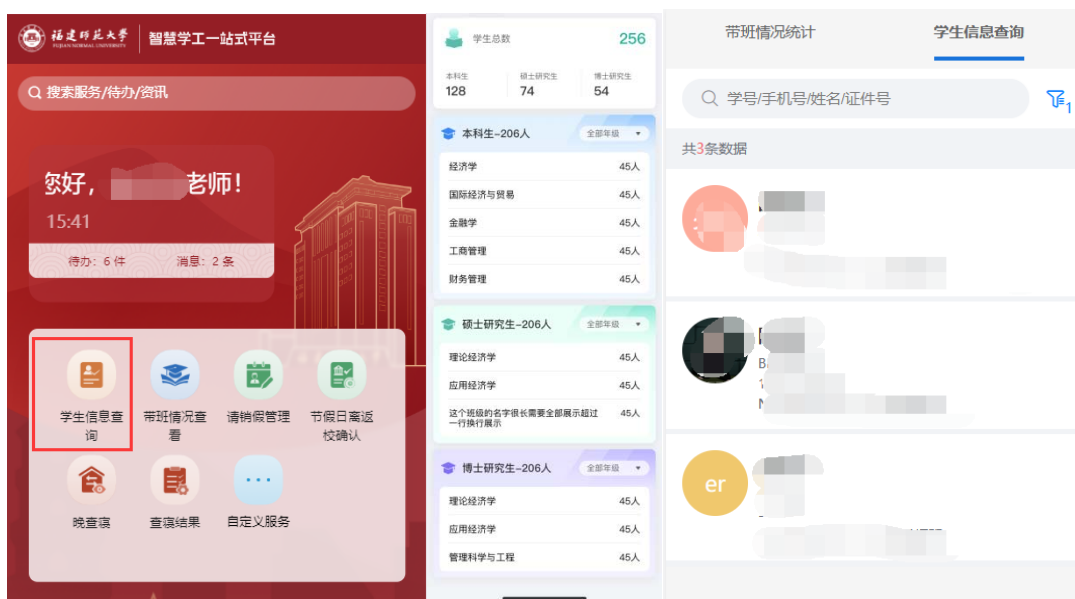 福建师范大学
FUJIAN NORMAL UNIVERSITY
智慧学工一站式平台
搜索服务/待办/资讯
您好，
老师！
15:41
待办：6 件
消息：2 条
学生信息查
询
带班情况查
看
请销假管理
节假日离返
校确认
晚查寝
查寝结果
自定义服务
学生总数
256
本科生
硕士研究生
博士研究生
128
74
54
本科生-206人
全部年级
经济学
45人
国际经济与贸易
45人
金融学
45人
工商管理
45人
财务管理
45人
硕士研究生-206人
全部年级
理论经济学
45人
应用经济学
45人
这个班级的名字很长需要全部展示超过
45人
一行换行展示
博士研究生-206人
全部年级
理论经济学
45人
应用经济学
45人
管理科学与工程
45人
带班情况统计
学生信息查询
学号/手机号/姓名/证件号
1
共3条数据
er